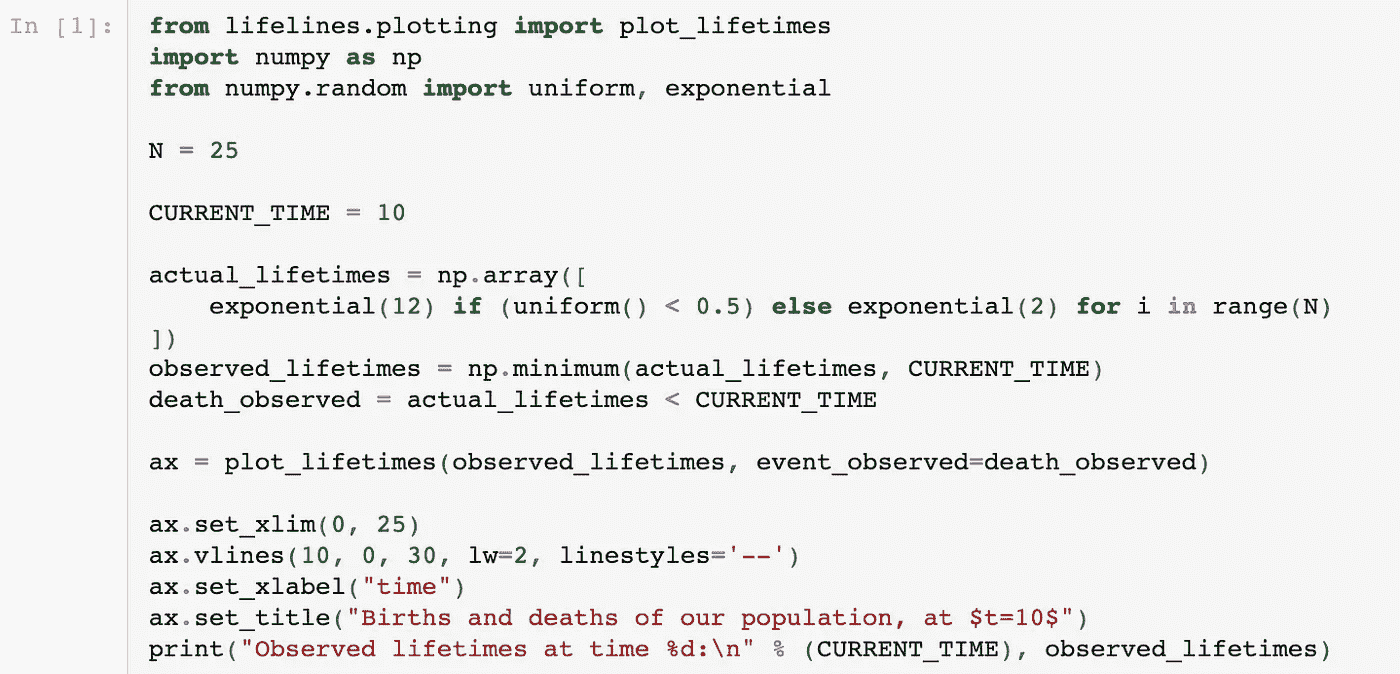 In [1]:
from lifelines.plotting import plot_lifetimes
import numpy as np
from numpy.random import uniform, exponential
N = 25
CURRENT_TIME = 10
actual_lifetimes = np.array([
    exponential(12) if (uniform() < 0.5) else exponential(2) for i in range(N)
])
observed_lifetimes = np.minimum(actual_lifetimes, CURRENT_TIME)
death_observed = actual_lifetimes < CURRENT_TIME
ax = plot_lifetimes(observed_lifetimes, event_observed=death_observed)
ax.set_xlim(0, 25)
ax.vlines(10, 0, 30, lw=2, linestyles='--')
ax.set_xlabel("time")
ax.set_title("Births and deaths of our population, at $t=10$")
print("Observed lifetimes at time %d:\n" % (CURRENT_TIME), observed_lifetimes)